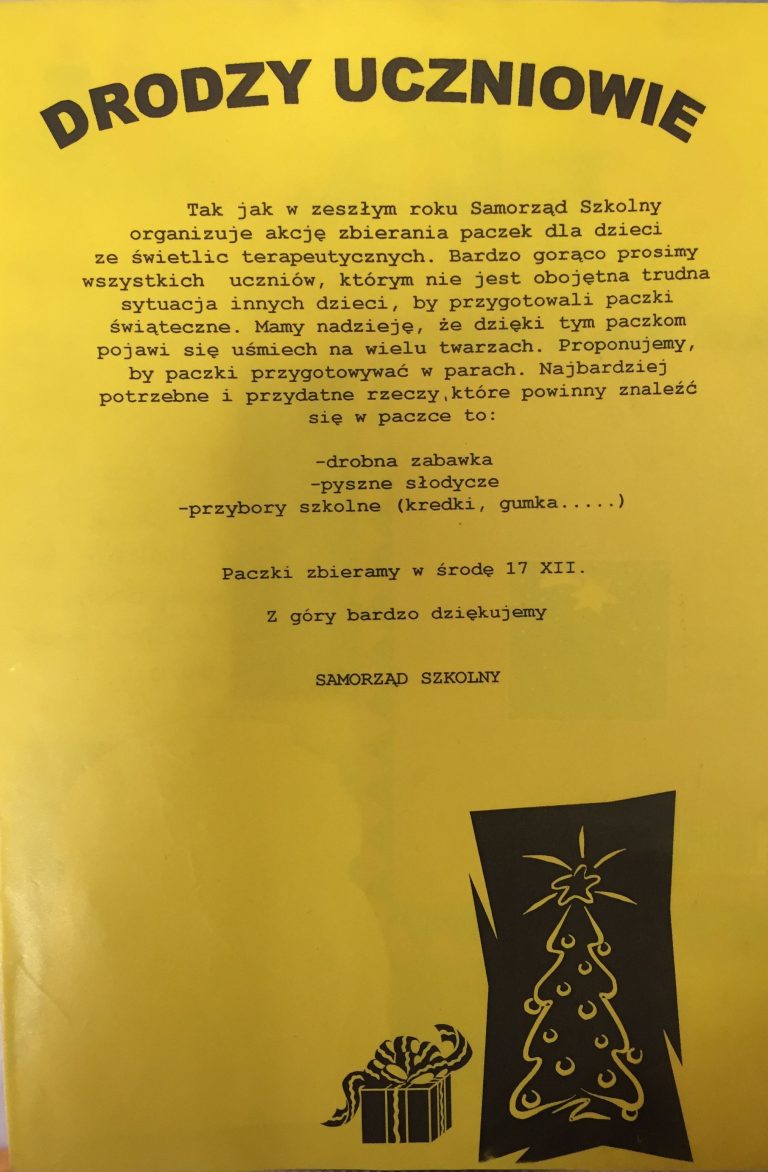 DRODZY UCZNIOWIE
Tak jak w zeszłym roku Samorząd Szkolny
organizuje akcję zbierania paczek dla dzieci
ze świetlic terapeutycznych. Bardzo gorąco prosimy
wszystkich uczniów, którym nie jest obojętna trudna
sytuacja innych dzieci, by przygotowali paczki
świąteczne. Mamy nadzieję, że dzięki tym paczkom
pojawi się uśmiech na wielu twarzach. Proponujemy,
by paczki przygotowywać w parach. Najbardziej
potrzebne i przydatne rzeczy,które powinny znaleźć
się w paczce to:
-drobna zabawka
-pyszne słodycze
-przybory szkolne (kredki, gumka.....)
Paczki zbieramy w środę 17 XII.
Z góry bardzo dziękujemy
SAMORZĄD SZKOLNY